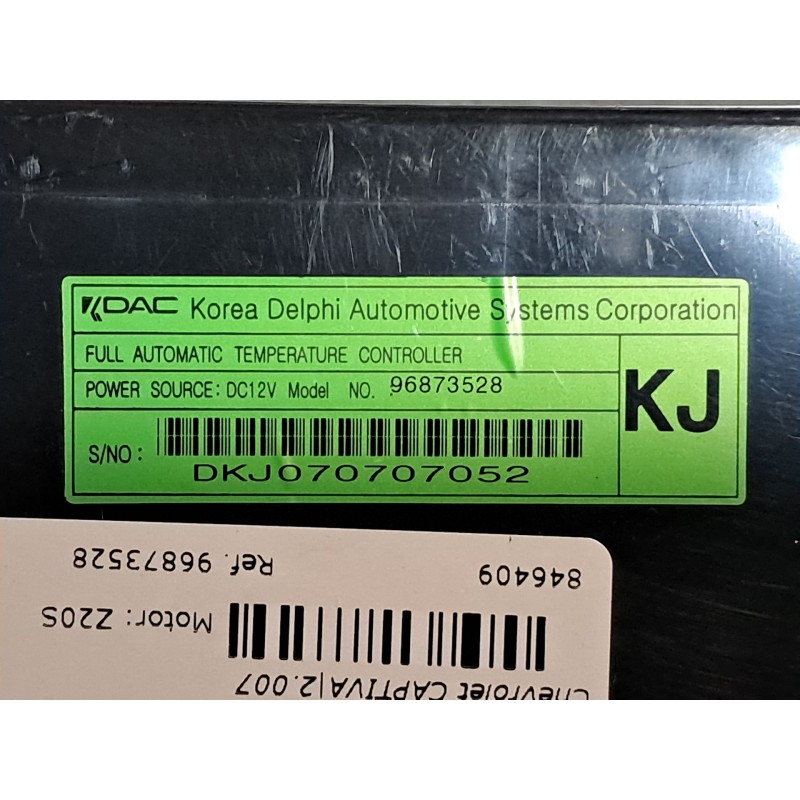 KDAC Korea Delphi Automotive Systems Corporation
FULL AUTOMATIC TEMPERATURE CONTROLLER
POWER SOURCE: DC12V Model NO. 96873528
KJ
S/NO:
DKJ070707052
Chevrolet CAPTIVA|2.007
Motor: Z20S
846409 Ref. 96873528